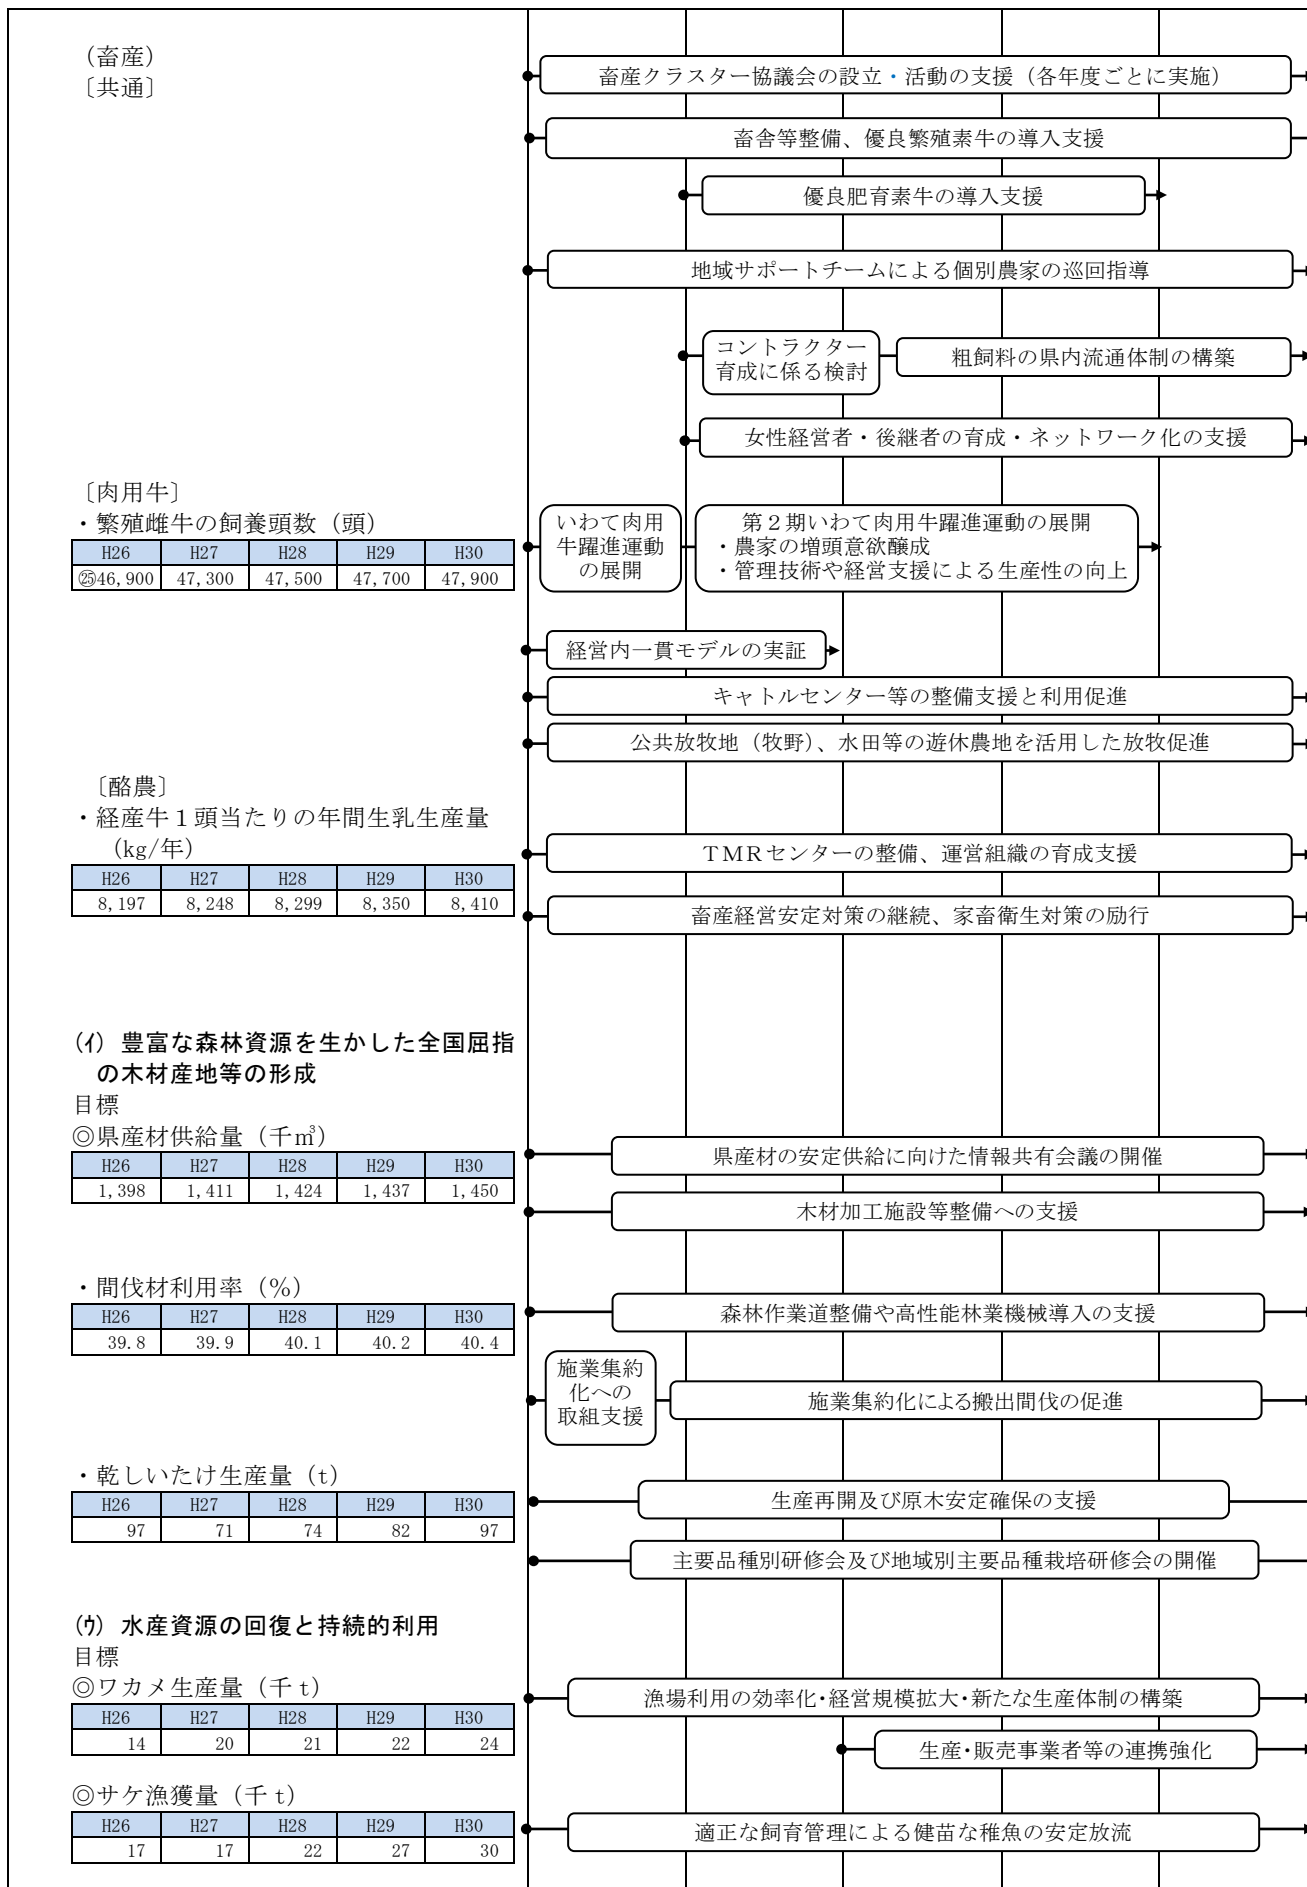 （畜産）
〔共通〕
畜産クラスター協議会の設立・活動の支援（各年度ごとに実施）
畜舎等整備、優良繁殖素牛の導入支援
優良肥育素牛の導入支援
地域サポートチームによる個別農家の巡回指導
コントラクター
育成に係る検討
粗飼料の県内流通体制の構築
女性経営者・後継者の育成・ネットワーク化の支援
〔肉用牛〕
・繁殖雌牛の飼養頭数（頭）
H26 H27 H28 H29 H30
㉕46,900 47,300 47,500 47,700 47,900
いわて肉用
牛躍進運動
の展開
第２期いわて肉用牛躍進運動の展開
・農家の増頭意欲醸成
・管理技術や経営支援による生産性の向上
経営内一貫モデルの実証
キャトルセンター等の整備支援と利用促進
公共放牧地（牧野）、水田等の遊休農地を活用した放牧促進
〔酪農〕
・経産牛１頭当たりの年間生乳生産量
（kg/年）
H26 H27 H28 H29 H30
8,197 8,248 8,299 8,350 8,410
ＴＭＲセンターの整備、運営組織の育成支援
畜産経営安定対策の継続、家畜衛生対策の励行
(ｲ) 豊富な森林資源を生かした全国屈指
の木材産地等の形成
目標
◎県産材供給量（千㎥）
H26 H27 H28 H29 H30
1,398 1,411 1,424 1,437 1,450
県産材の安定供給に向けた情報共有会議の開催
木材加工施設等整備への支援
・間伐材利用率（%）
H26 H27 H28 H29 H30
39.8 39.9 40.1 40.2 40.4
森林作業道整備や高性能林業機械導入の支援
施業集約
化への
取組支援
施業集約化による搬出間伐の促進
・乾しいたけ生産量（t）
H26 H27 H28 H29 H30
97 71 74 82 97
生産再開及び原木安定確保の支援
主要品種別研修会及び地域別主要品種栽培研修会の開催
(ｳ) 水産資源の回復と持続的利用
目標
◎ワカメ生産量（千ｔ）
H26 H27 H28 H29 H30
14 20 21 22 24
漁場利用の効率化・経営規模拡大・新たな生産体制の構築
生産・販売事業者等の連携強化
◎サケ漁獲量（千ｔ）
H26 H27 H28 H29 H30
17 17 22 27 30
適正な飼育管理による健苗な稚魚の安定放流